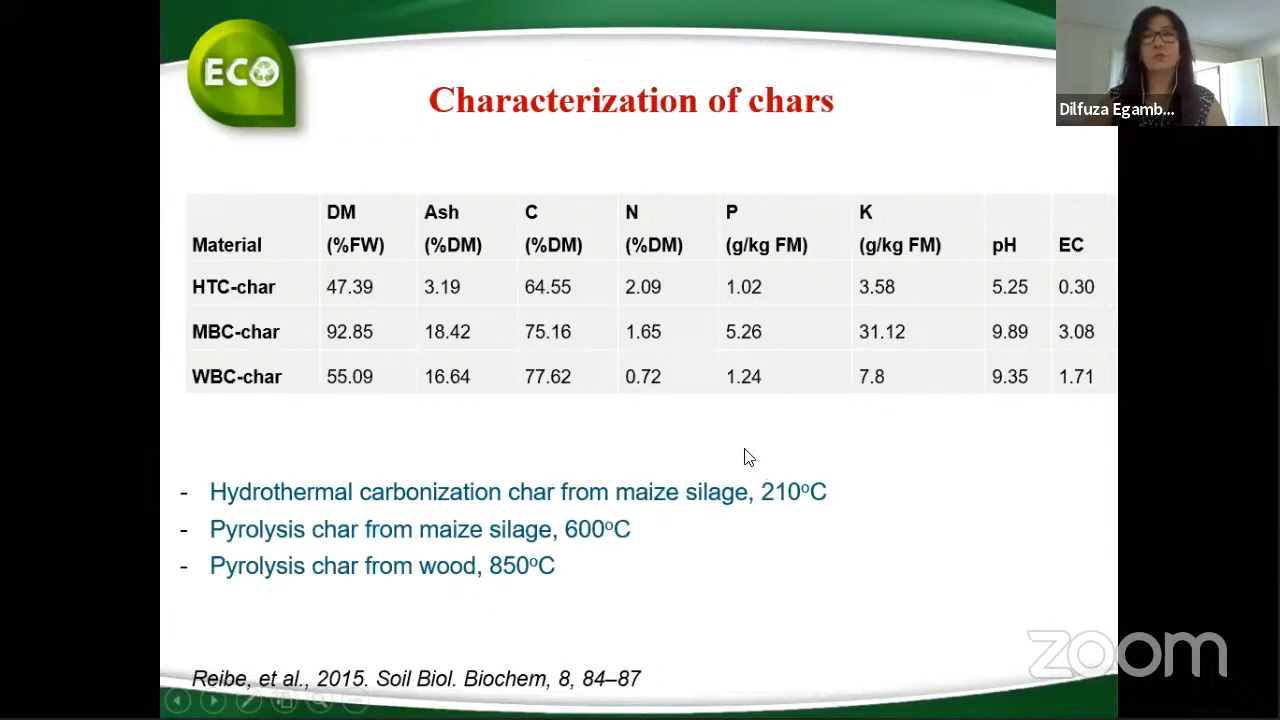 ECO
Characterization of chars
Dilfuza Egamb...
Material DM (%FW) Ash (%DM) C (%DM) N (%DM) P (g/kg FM) K (g/kg FM) pH EC
HTC-char 47.39 3.19 64.55 2.09 1.02 3.58 5.25 0.30
MBC-char 92.85 18.42 75.16 1.65 5.26 31.12 9.89 3.08
WBC-char 55.09 16.64 77.62 0.72 1.24 7.8 9.35 1.71
- Hydrothermal carbonization char from maize silage, 210°C
- Pyrolysis char from maize silage, 600°C
- Pyrolysis char from wood, 850°C
zoom
Reibe, et al., 2015. Soil Biol. Biochem, 8, 84–87